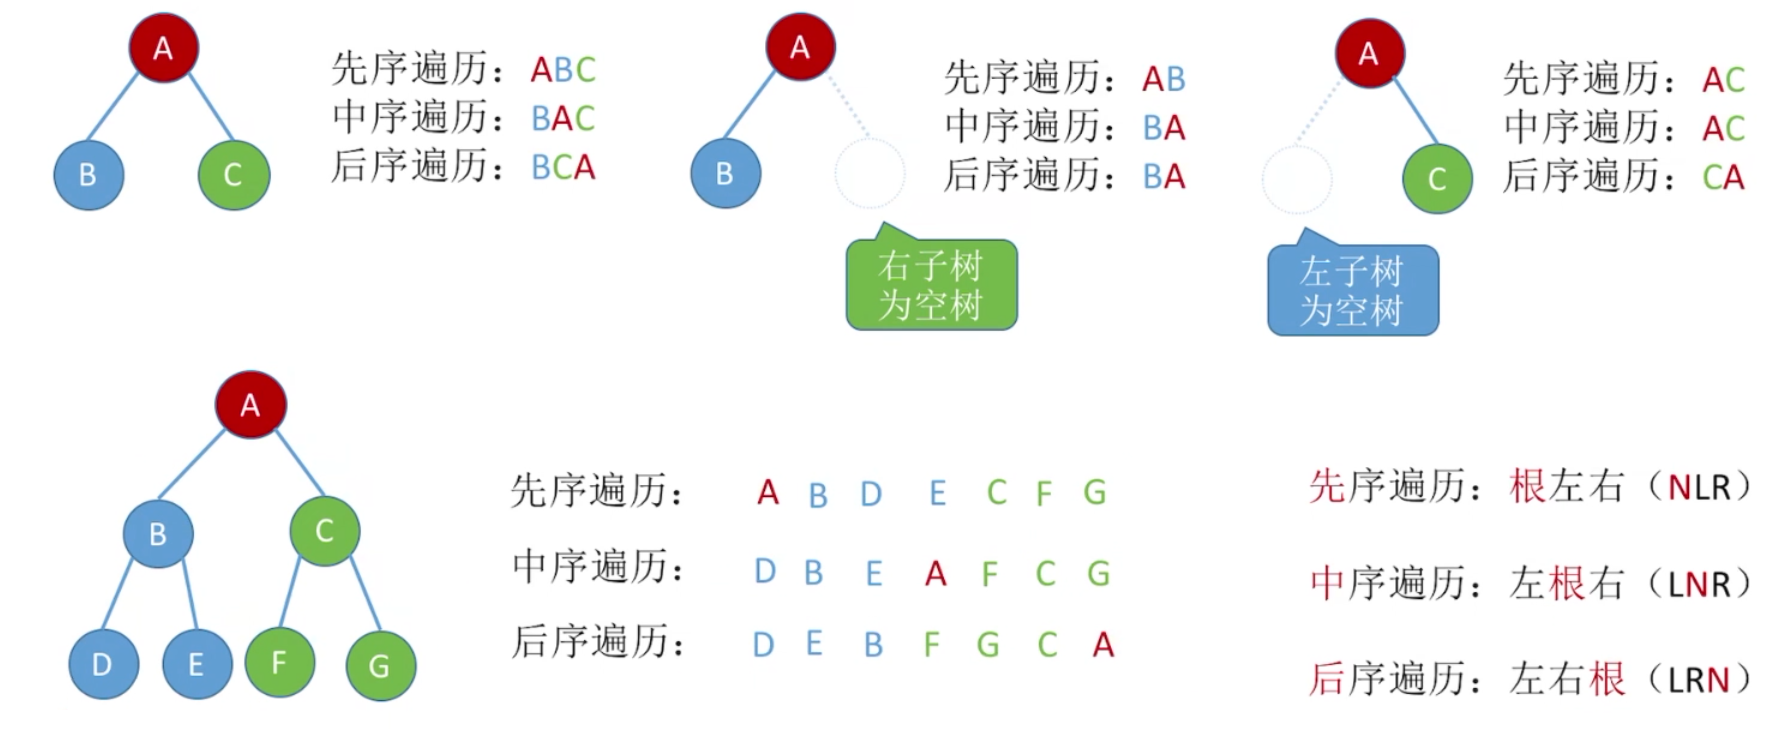 A
B
C
先序遍历：ABC
中序遍历：BAC
后序遍历：BCA
A
B
先序遍历：AB
中序遍历：BA
后序遍历：BA
右子树
为空树
A
C
先序遍历：AC
中序遍历：AC
后序遍历：CA
左子树
为空树
A
B C
D E F G
先序遍历： A B D E C F G
中序遍历： D B E A F C G
后序遍历： D E B F G C A
先序遍历：根左右（NLR）
中序遍历：左根右（LNR）
后序遍历：左右根（LRN）